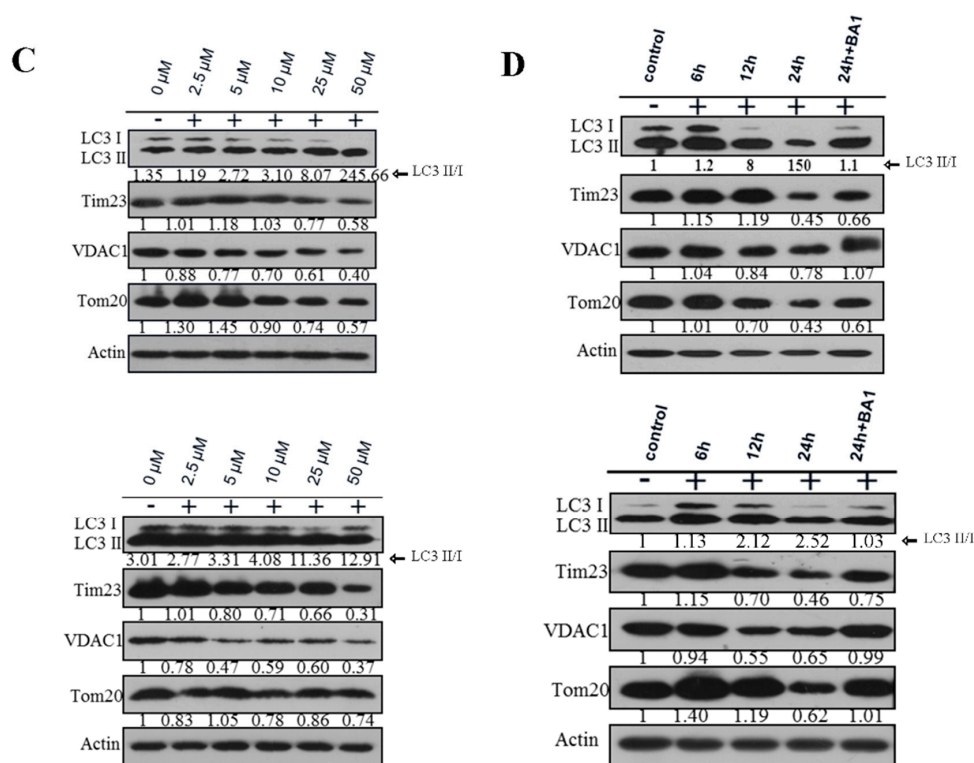 C
0 µM 2.5 µM 5 µM 10 µM 25 µM 50 µM
- + + + + +
LC3 I
LC3 II
1.35 1.19 2.72 3.10 8.07 245.66 LC3 II/I
Tim23
1 1.01 1.18 1.03 0.77 0.58
VDAC1
1 0.88 0.77 0.70 0.61 0.40
Tom20
1 1.30 1.45 0.90 0.74 0.57
Actin
0 µM 2.5 µM 5 µM 10 µM 25 µM 50 µM
- + + + + +
LC3 I
LC3 II
3.01 2.77 3.31 4.08 11.36 12.91 LC3 II/I
Tim23
1 1.01 0.80 0.71 0.66 0.31
VDAC1
1 0.78 0.47 0.59 0.60 0.37
Tom20
1 0.83 1.05 0.78 0.86 0.74
Actin
D
control 6h 12h 24h 24h+BA1
- + + + +
LC3 I
LC3 II
1 1.2 8 150 1.1 LC3 II/I
Tim23
1 1.15 1.19 0.45 0.66
VDAC1
1 1.04 0.84 0.78 1.07
Tom20
1 1.01 0.70 0.43 0.61
Actin
control 6h 12h 24h 24h+BA1
- + + + +
LC3 I
LC3 II
1 1.13 2.12 2.52 1.03 LC3 II/I
Tim23
1 1.15 0.70 0.46 0.75
VDAC1
1 0.94 0.55 0.65 0.99
Tom20
1 1.40 1.19 0.62 1.01
Actin